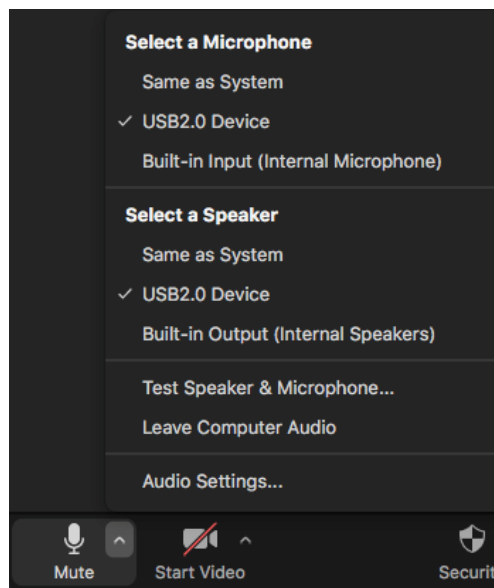 Select a Microphone
Same as System
✓ USB2.0 Device
Built-in Input (Internal Microphone)
Select a Speaker
Same as System
✓ USB2.0 Device
Built-in Output (Internal Speakers)
Test Speaker & Microphone...
Leave Computer Audio
Audio Settings...
Mute
Start Video
Securit